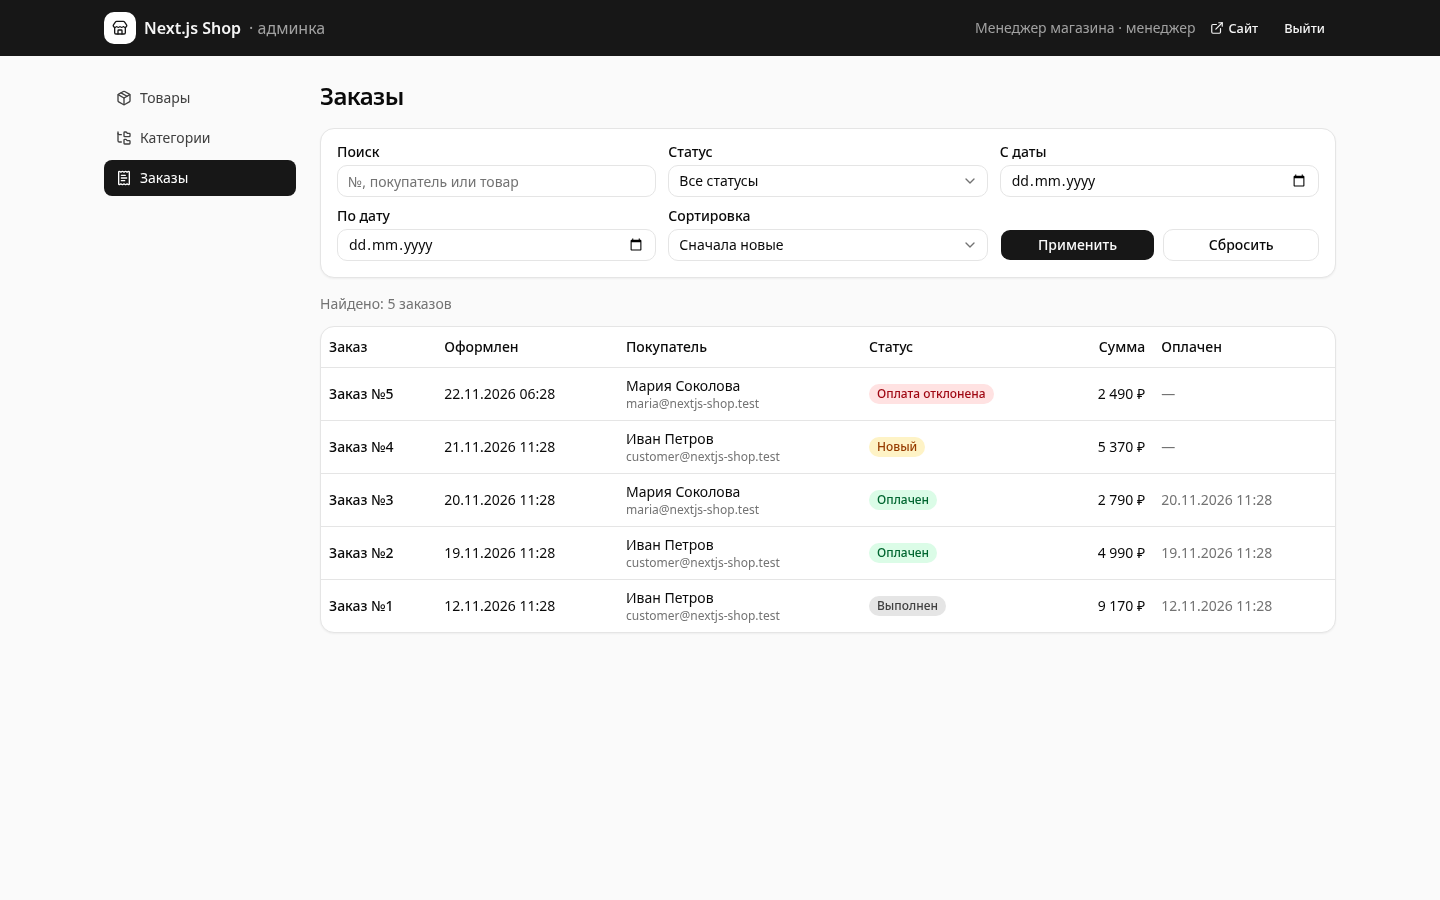 Next.js Shop · админка
Менеджер магазина · менеджер Сайт Выйти
Товары
Категории
Заказы
Заказы
Поиск Статус С даты
№, покупатель или товар Все статусы dd.mm.yyyy
По дату Сортировка
dd.mm.yyyy Сначала новые Применить Сбросить
Найдено: 5 заказов
Заказ Оформлен Покупатель Статус Сумма Оплачен
Заказ №5 22.11.2026 06:28 Мария Соколова Оплата отклонена 2 490 ₽ —
maria@nextjs-shop.test
Заказ №4 21.11.2026 11:28 Иван Петров Новый 5 370 ₽ —
customer@nextjs-shop.test
Заказ №3 20.11.2026 11:28 Мария Соколова Оплачен 2 790 ₽ 20.11.2026 11:28
maria@nextjs-shop.test
Заказ №2 19.11.2026 11:28 Иван Петров Оплачен 4 990 ₽ 19.11.2026 11:28
customer@nextjs-shop.test
Заказ №1 12.11.2026 11:28 Иван Петров Выполнен 9 170 ₽ 12.11.2026 11:28
customer@nextjs-shop.test